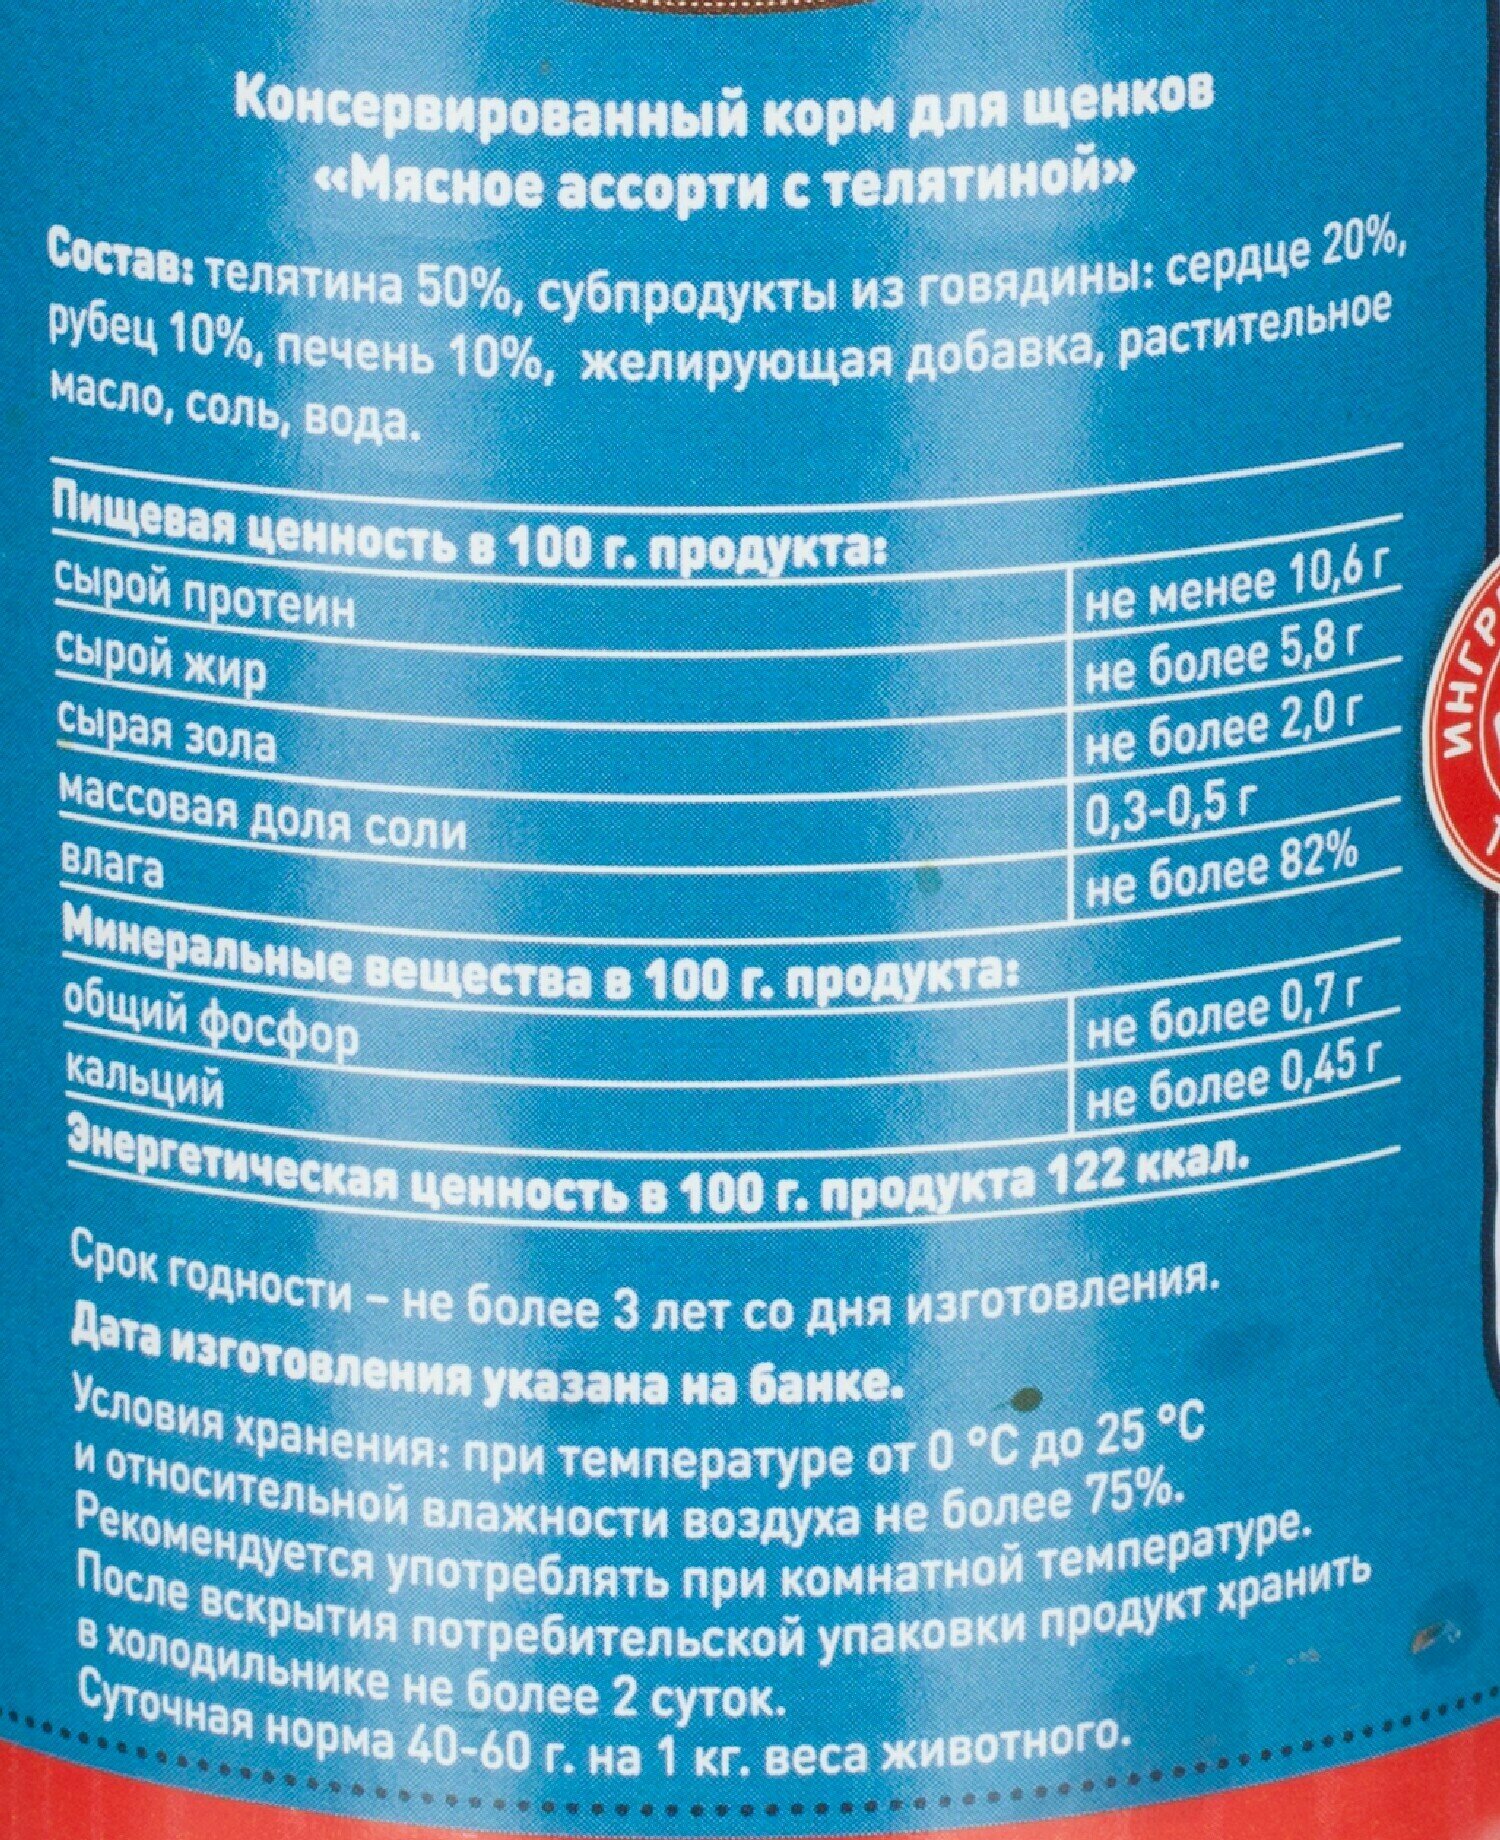 Консервированный корм для щенков
«Мясное ассорти с телятиной»
Состав: телятина 50%, субпродукты из говядины: сердце 20%,
рубец 10%, печень 10%, желирующая добавка, растительное
масло, соль, вода.
Пищевая ценность в 100 г. продукта:
сырой протеин не менее 10,6 г
сырой жир не более 5,8 г
сырая зола не более 2,0 г
массовая доля соли 0,3-0,5 г
влага не более 82%
Минеральные вещества в 100 г. продукта:
общий фосфор не более 0,7 г
кальций не более 0,45 г
Энергетическая ценность в 100 г. продукта 122 ккал.
Срок годности – не более 3 лет со дня изготовления.
Дата изготовления указана на банке.
Условия хранения: при температуре от 0 °С до 25 °С
и относительной влажности воздуха не более 75%.
Рекомендуется употреблять при комнатной температуре.
После вскрытия потребительской упаковки продукт хранить
в холодильнике не более 2 суток.
Суточная норма 40-60 г. на 1 кг. веса животного.